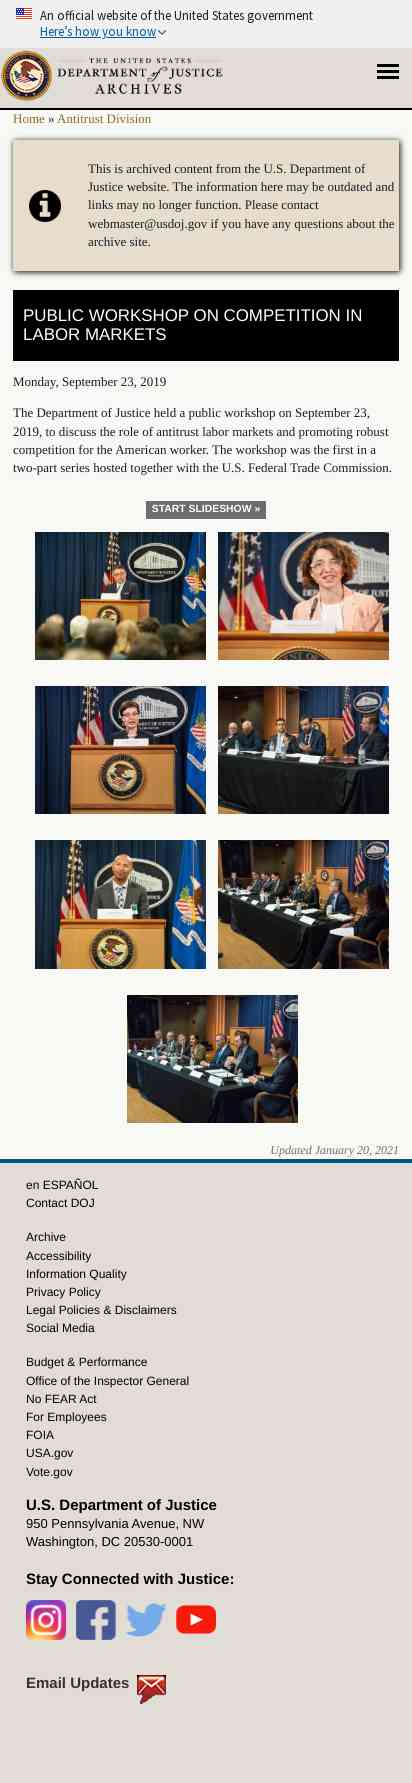 An official website of the United States government
Here's how you know
THE UNITED STATES
DEPARTMENT of JUSTICE
ARCHIVES
Home » Antitrust Division
This is archived content from the U.S. Department of
Justice website. The information here may be outdated and
links may no longer function. Please contact
webmaster@usdoj.gov if you have any questions about the
archive site.
PUBLIC WORKSHOP ON COMPETITION IN
LABOR MARKETS
Monday, September 23, 2019
The Department of Justice held a public workshop on September 23,
2019, to discuss the role of antitrust labor markets and promoting robust
competition for the American worker. The workshop was the first in a
two-part series hosted together with the U.S. Federal Trade Commission.
START SLIDESHOW »
Updated January 20, 2021
en ESPAÑOL
Contact DOJ
Archive
Accessibility
Information Quality
Privacy Policy
Legal Policies & Disclaimers
Social Media
Budget & Performance
Office of the Inspector General
No FEAR Act
For Employees
FOIA
USA.gov
Vote.gov
U.S. Department of Justice
950 Pennsylvania Avenue, NW
Washington, DC 20530-0001
Stay Connected with Justice:
Email Updates